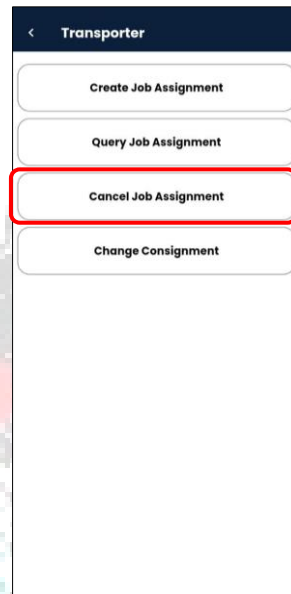 Transporter
Create Job Assignment
Query Job Assignment
Cancel Job Assignment
Change Consignment